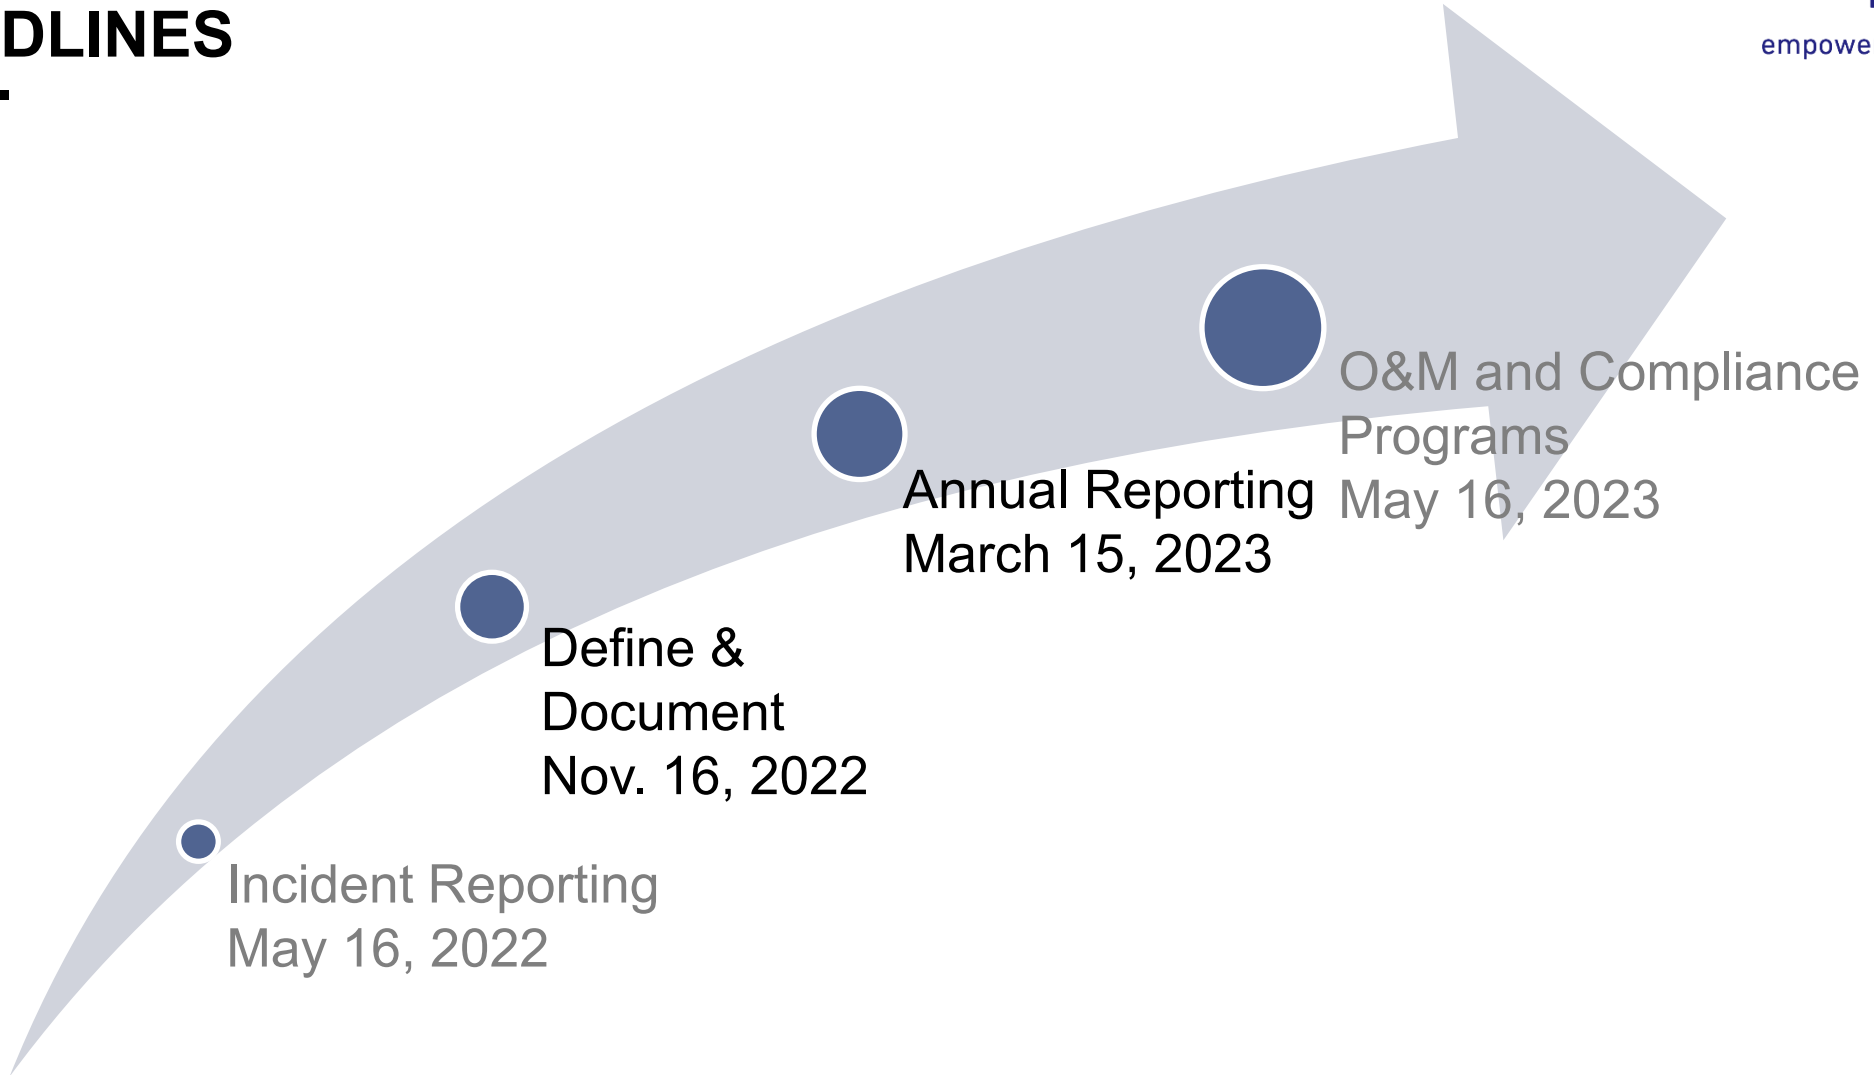 DLINES
empowe
Incident Reporting
May 16, 2022
Define &
Document
Nov. 16, 2022
Annual Reporting
March 15, 2023
O&M and Compliance
Programs
May 16, 2023